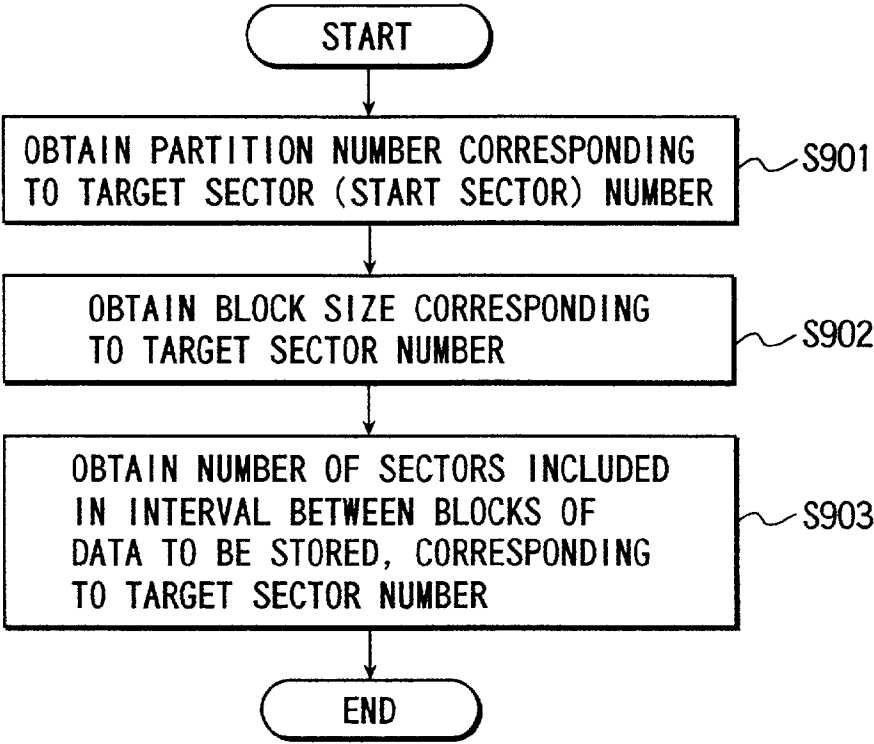 START
OBTAIN PARTITION NUMBER CORRESPONDING
TO TARGET SECTOR (START SECTOR) NUMBER
S901
OBTAIN BLOCK SIZE CORRESPONDING
TO TARGET SECTOR NUMBER
S902
OBTAIN NUMBER OF SECTORS INCLUDED
IN INTERVAL BETWEEN BLOCKS OF
DATA TO BE STORED, CORRESPONDING
TO TARGET SECTOR NUMBER
S903
END